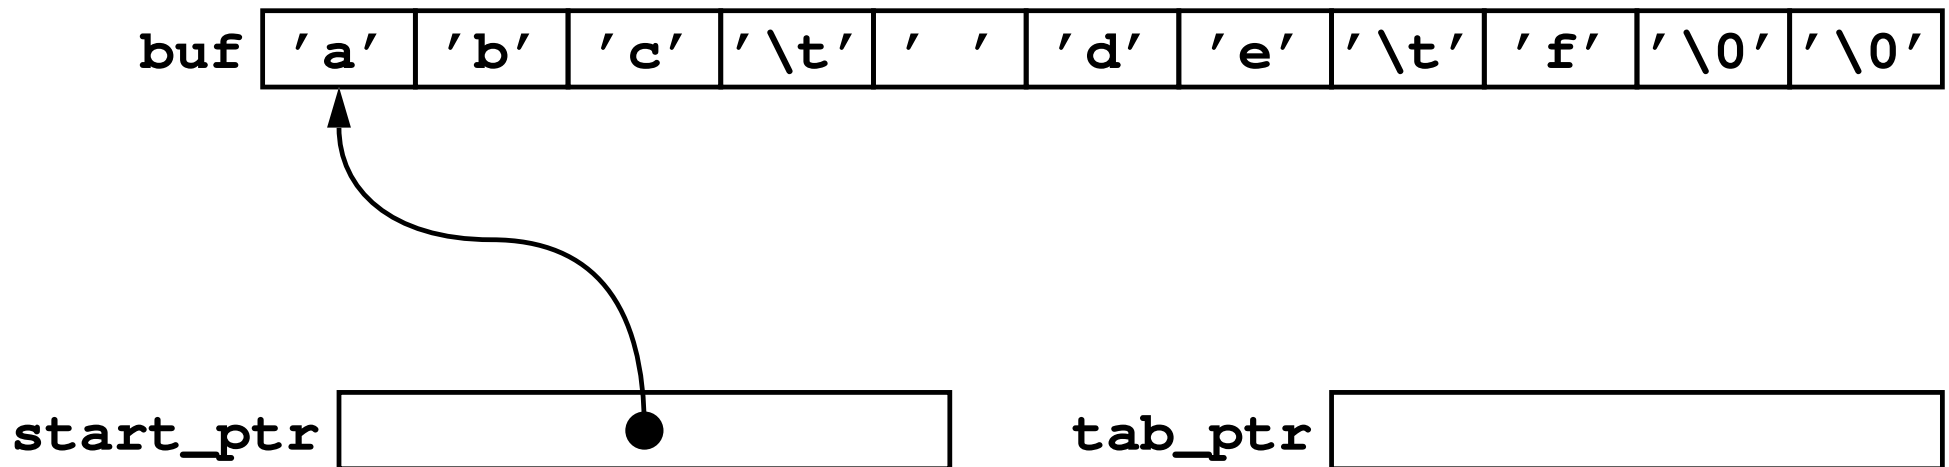 buf 'a' 'b' 'c' '\t' ' ' 'd' 'e' '\t' 'f' '\0' '\0'
start_ptr tab_ptr